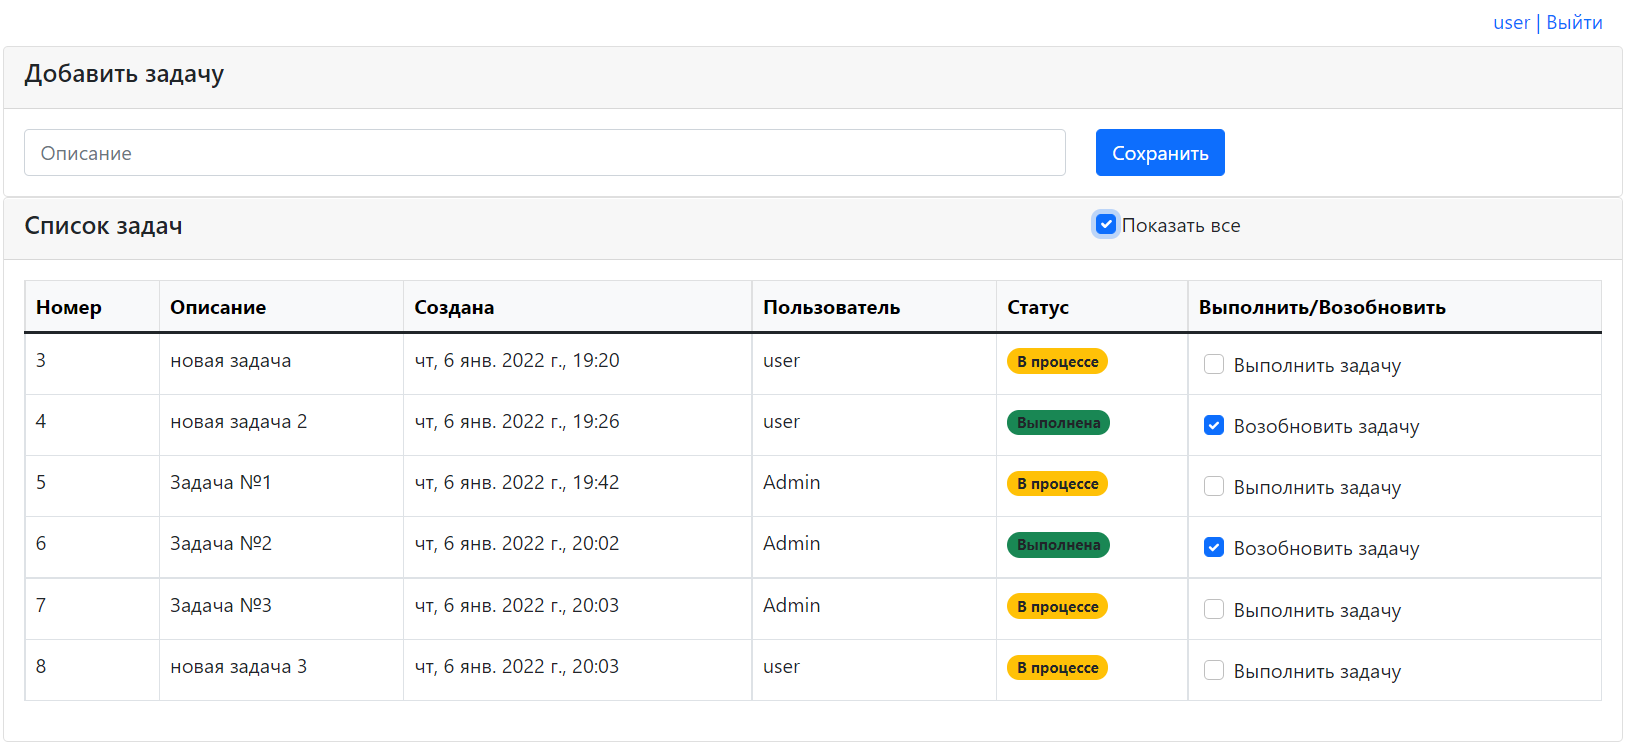 user | Выйти
Добавить задачу
Описание Сохранить
Список задач Показать все
Номер Описание Создана Пользователь Статус Выполнить/Возобновить
3 новая задача чт, 6 янв. 2022 г., 19:20 user В процессе Выполнить задачу
4 новая задача 2 чт, 6 янв. 2022 г., 19:26 user Выполнена Возобновить задачу
5 Задача №1 чт, 6 янв. 2022 г., 19:42 Admin В процессе Выполнить задачу
6 Задача №2 чт, 6 янв. 2022 г., 20:02 Admin Выполнена Возобновить задачу
7 Задача №3 чт, 6 янв. 2022 г., 20:03 Admin В процессе Выполнить задачу
8 новая задача 3 чт, 6 янв. 2022 г., 20:03 user В процессе Выполнить задачу